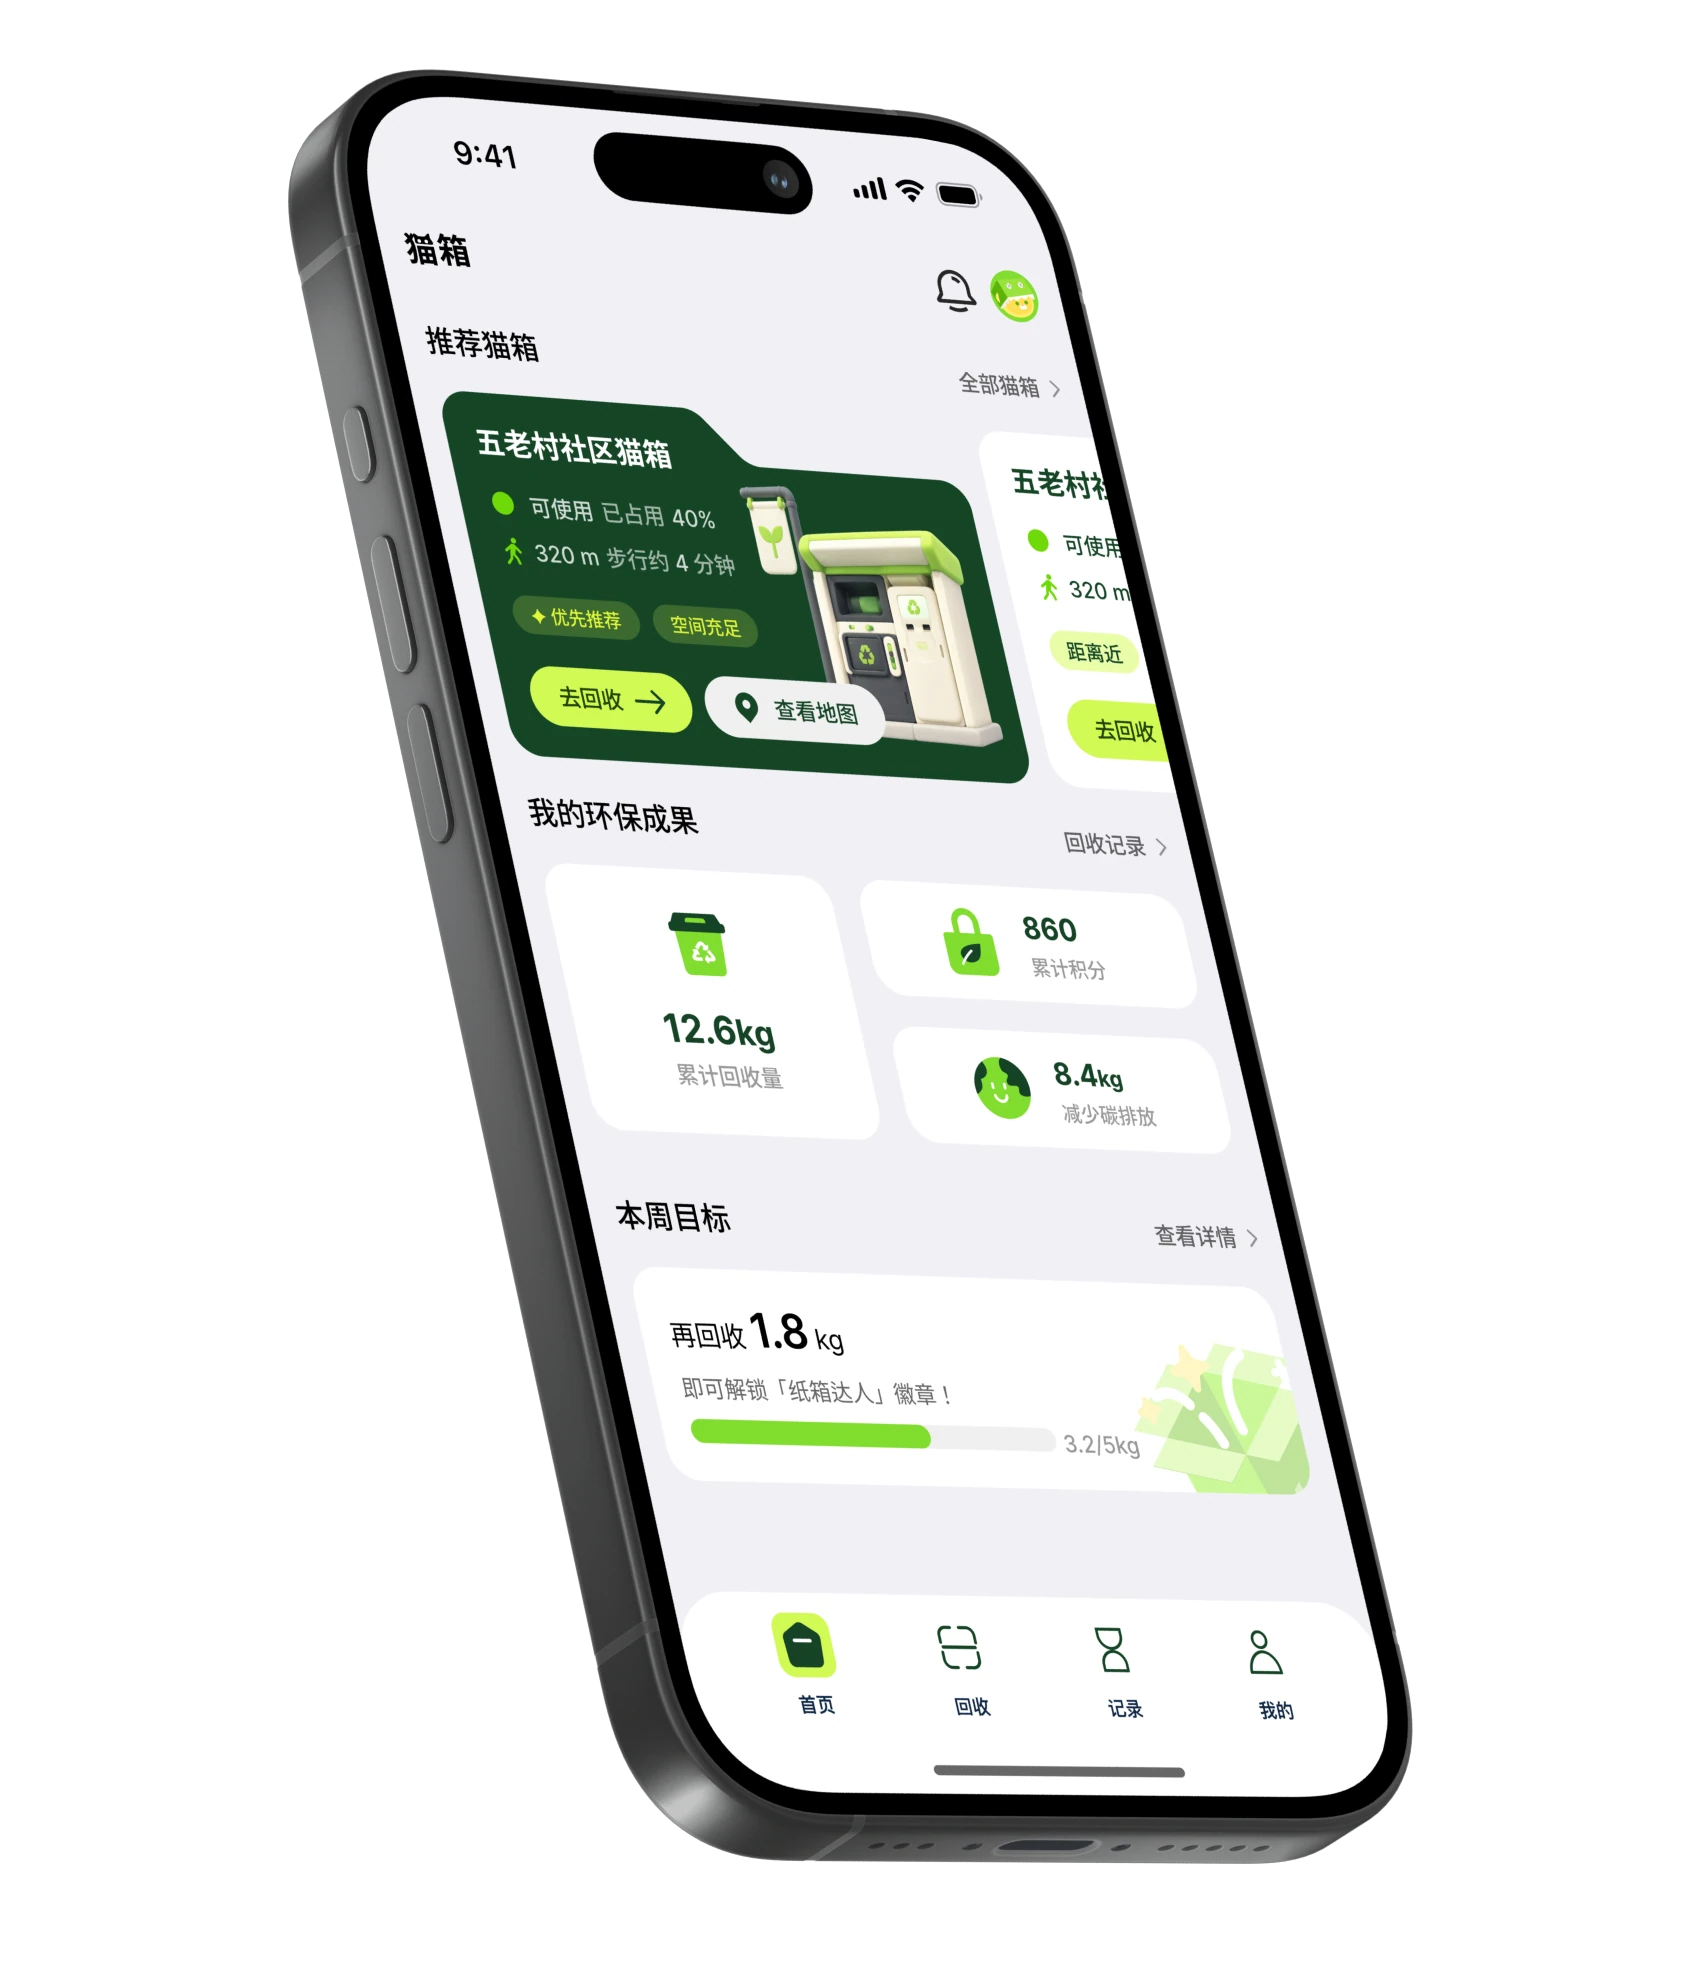 9:41
猫箱
推荐猫箱
全部猫箱
五老村社区猫箱
可使用 已占用 40%
320 m 步行约 4 分钟
优先推荐
空间充足
去回收
查看地图
五老村社
可使用
320 m
距离近
去回收
我的环保成果
回收记录
12.6kg
累计回收量
860
累计积分
8.4kg
减少碳排放
本周目标
查看详情
再回收 1.8 kg
即可解锁「纸箱达人」徽章！
3.2/5kg
首页
回收
记录
我的